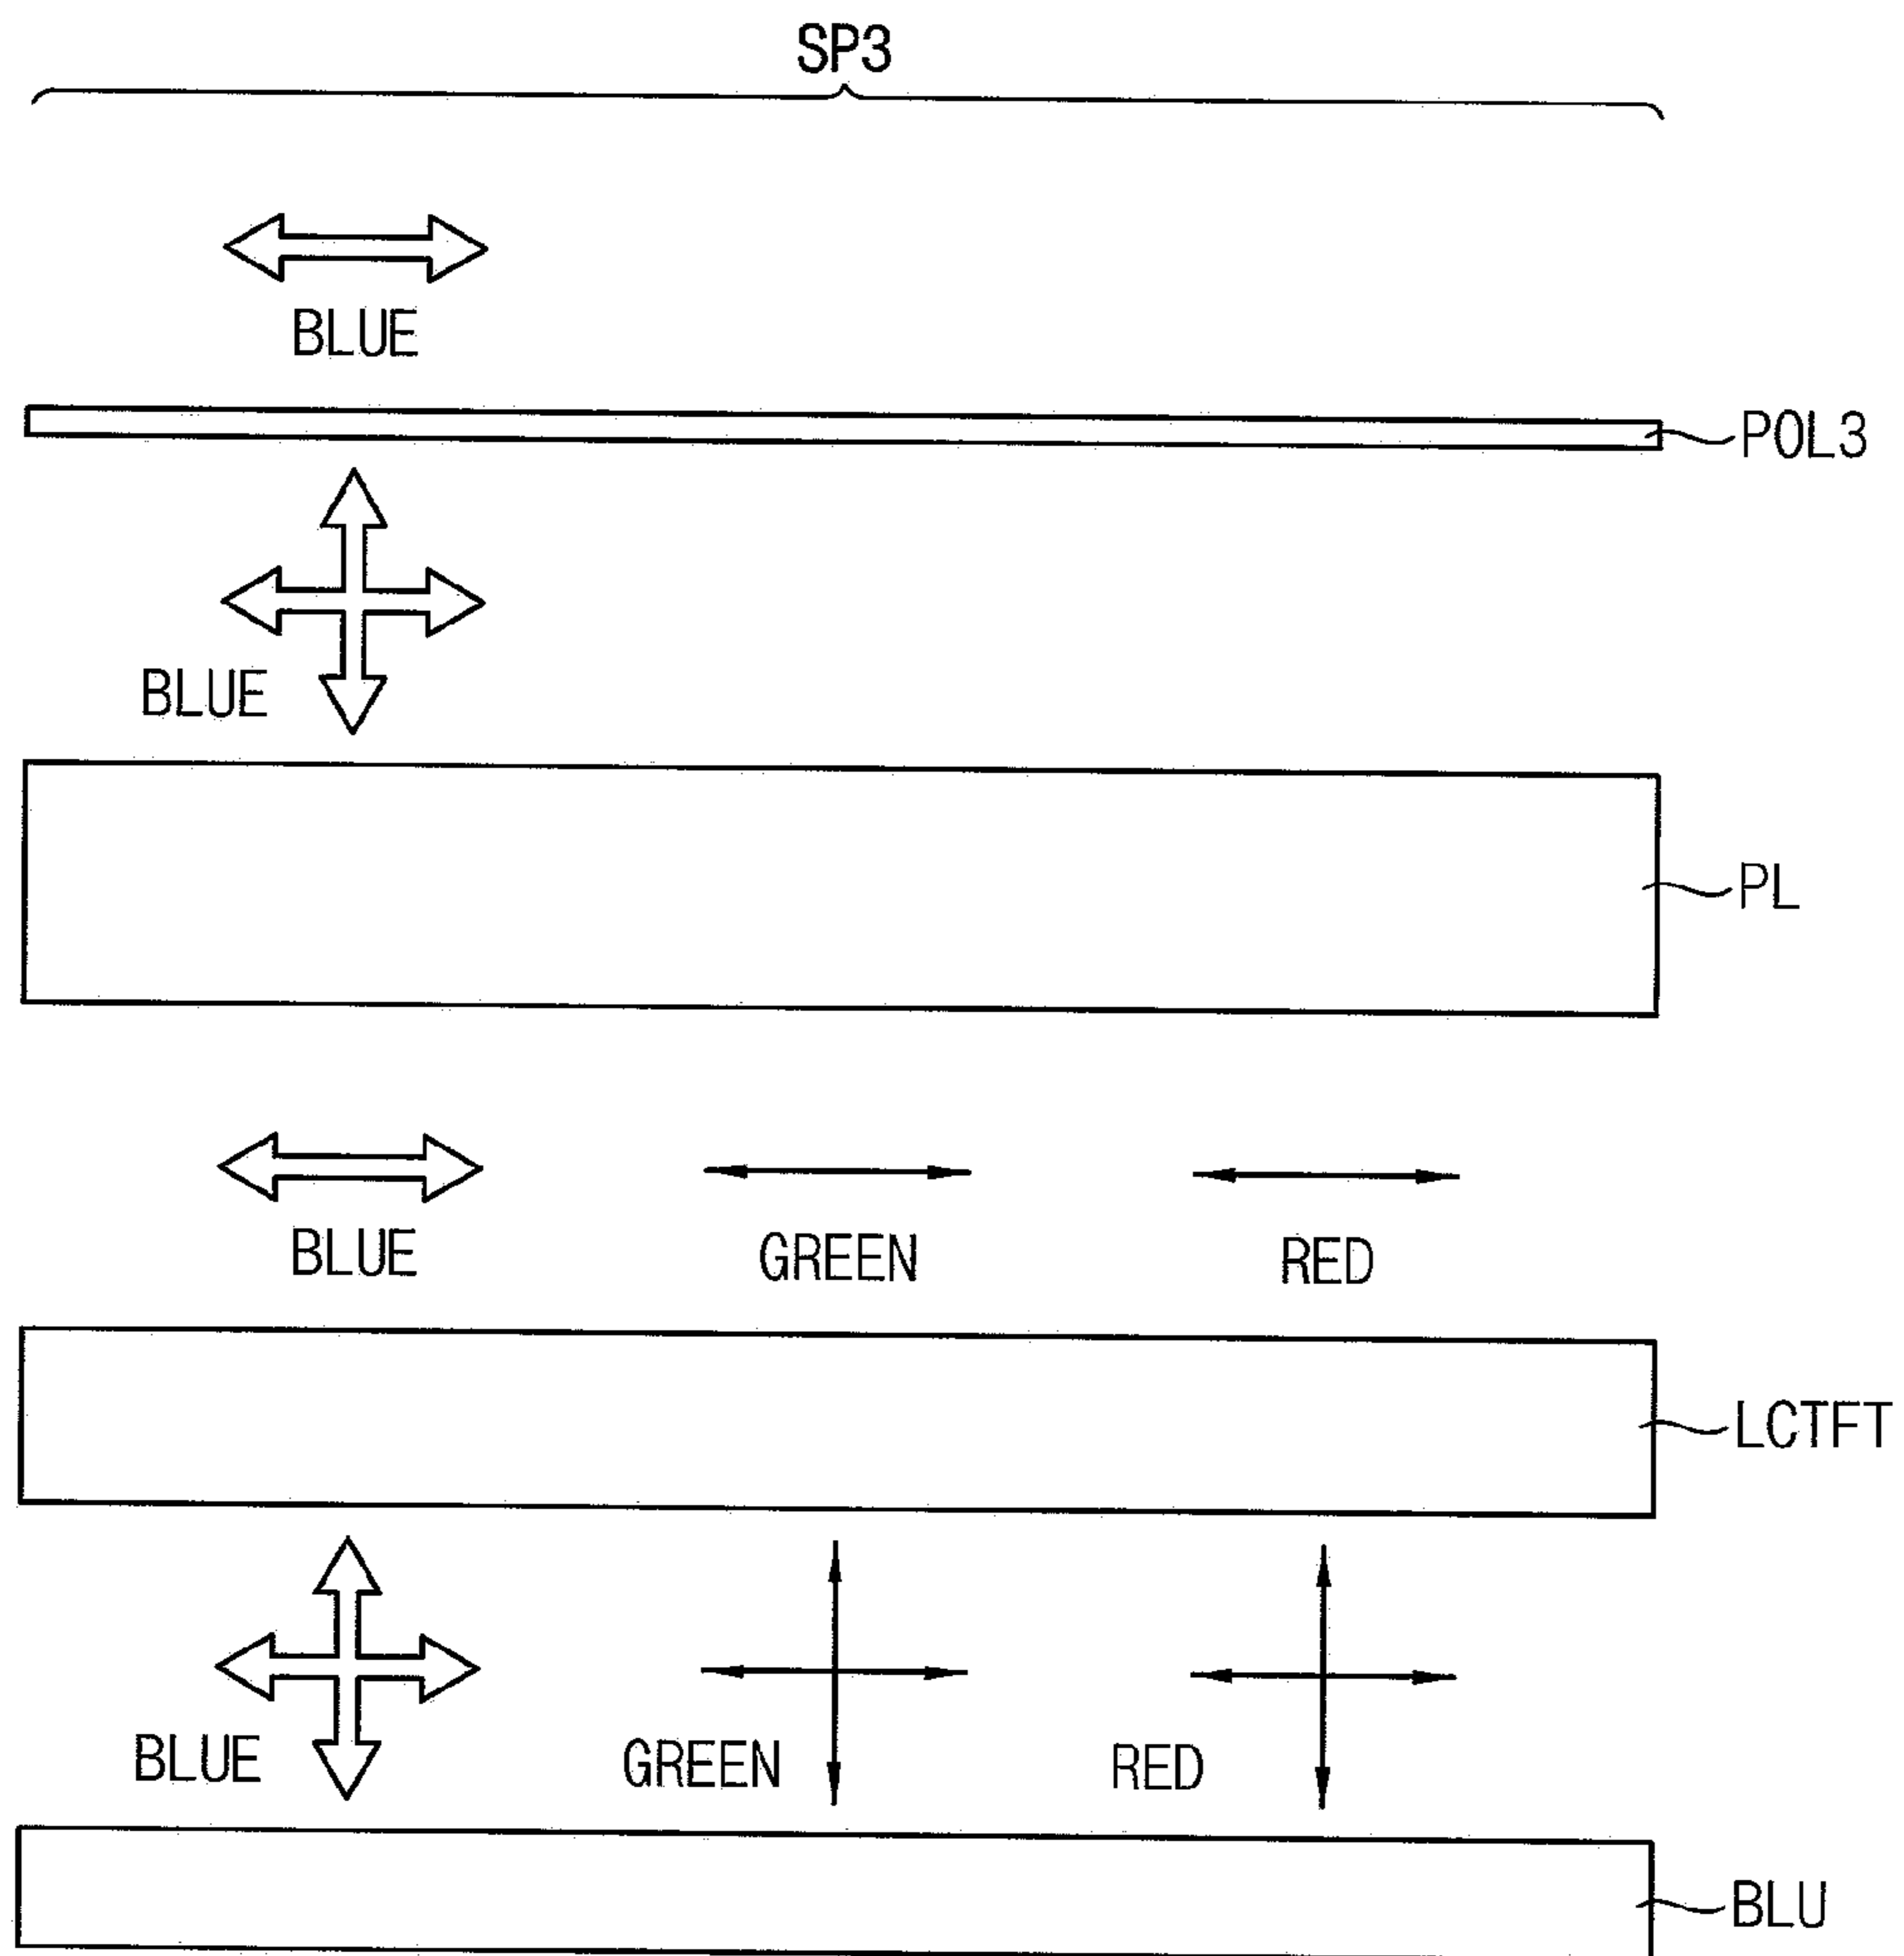 SP3
BLUE
POL3
BLUE
PL
BLUE GREEN RED
LCTFT
BLUE GREEN RED
BLU